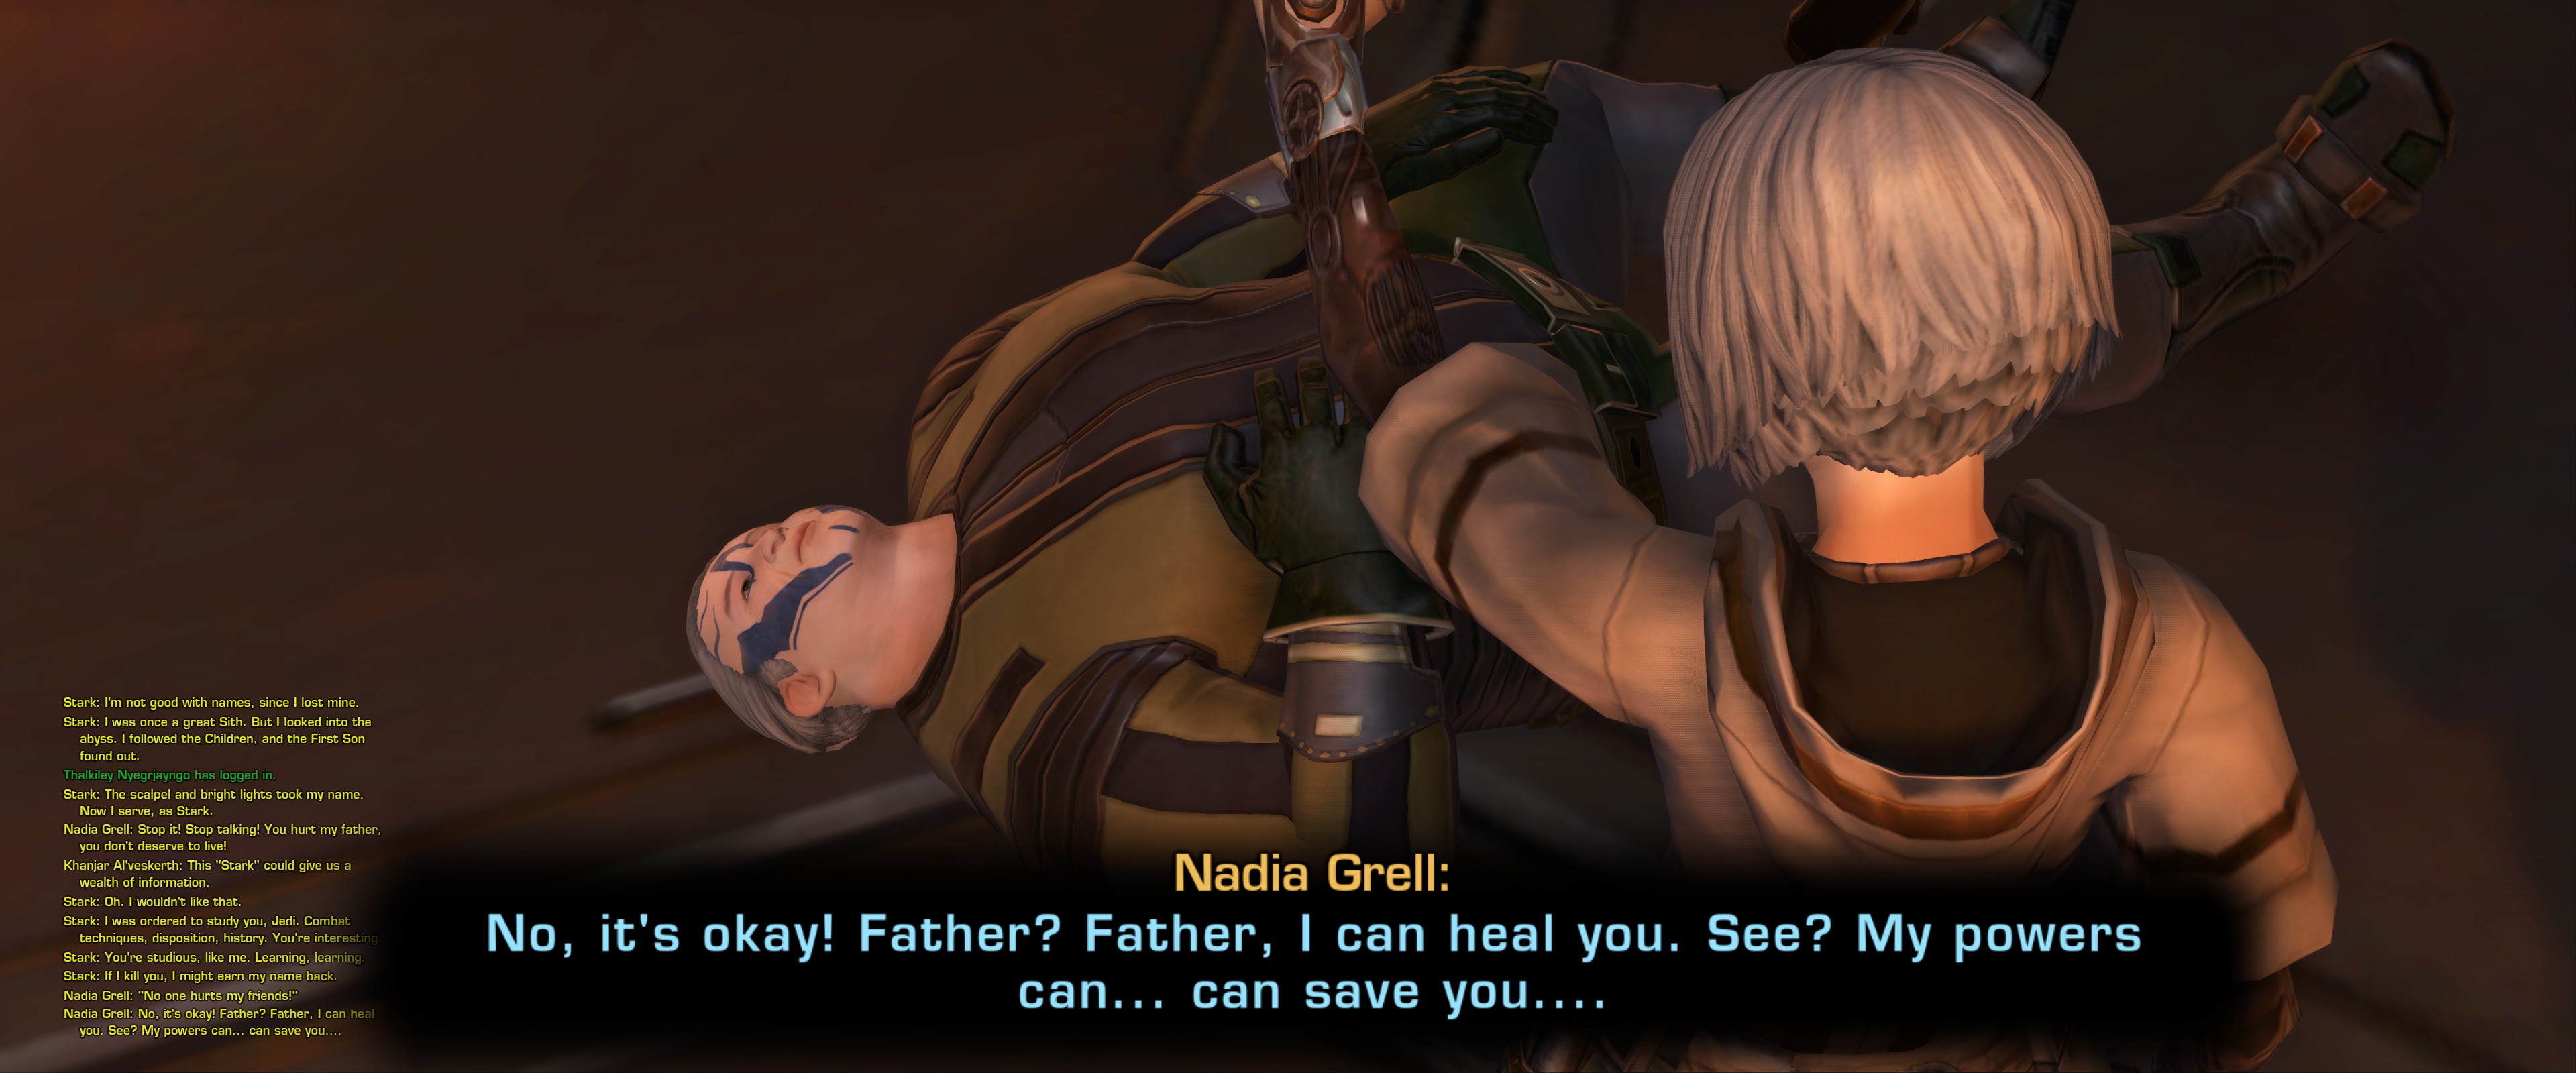 Stark: I'm not good with names, since I lost mine.
Stark: I was once a great Sith. But I looked into the
abyss. I followed the Children, and the First Son
found out.
Thalkiley Nyegrjayngo has logged in.
Stark: The scalpel and bright lights took my name.
Now I serve, as Stark.
Nadia Grell: Stop it! Stop talking! You hurt my father,
you don't deserve to live!
Khanjar Al'veskerth: This "Stark" could give us a
wealth of information.
Stark: Oh. I wouldn't like that.
Stark: I was ordered to study you, Jedi. Combat
techniques, disposition, history. You're interesting.
Stark: You're studious, like me. Learning, learning.
Stark: If I kill you, I might earn my name back.
Nadia Grell: "No one hurts my friends!"
Nadia Grell: No, it's okay! Father? Father, I can heal
you. See? My powers can... can save you....
Nadia Grell:
No, it's okay! Father? Father, I can heal you. See? My powers
can... can save you....